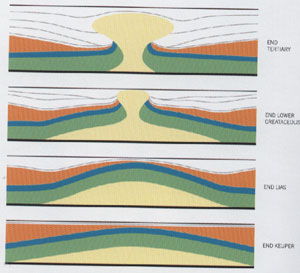 END
TERTIARY
END LOWER
CREATACEOUS
END LIAS
END KEUPER